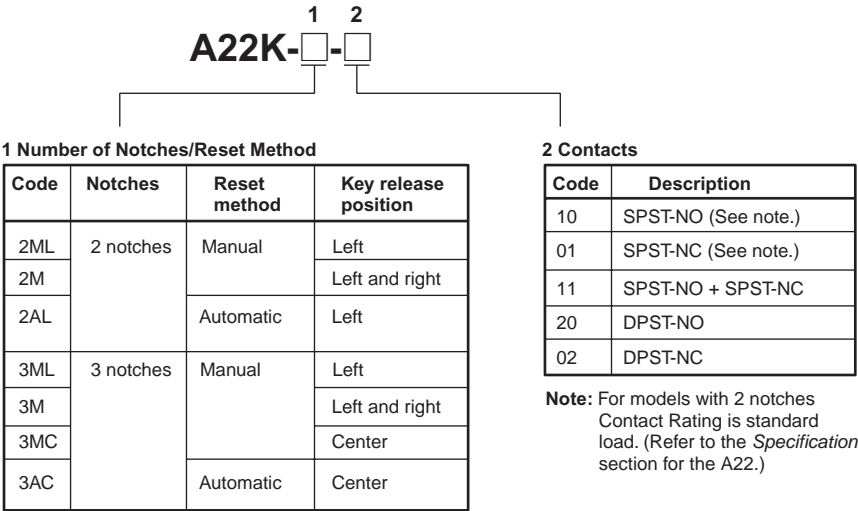 1 2
A22K-□-□
1 Number of Notches/Reset Method
Code Notches Reset method Key release position
2ML 2 notches Manual Left
2M Left and right
2AL Automatic Left
3ML 3 notches Manual Left
3M Left and right
3MC Center
3AC Automatic Center
2 Contacts
Code Description
10 SPST-NO (See note.)
01 SPST-NC (See note.)
11 SPST-NO + SPST-NC
20 DPST-NO
02 DPST-NC
Note: For models with 2 notches
Contact Rating is standard
load. (Refer to the Specification
section for the A22.)